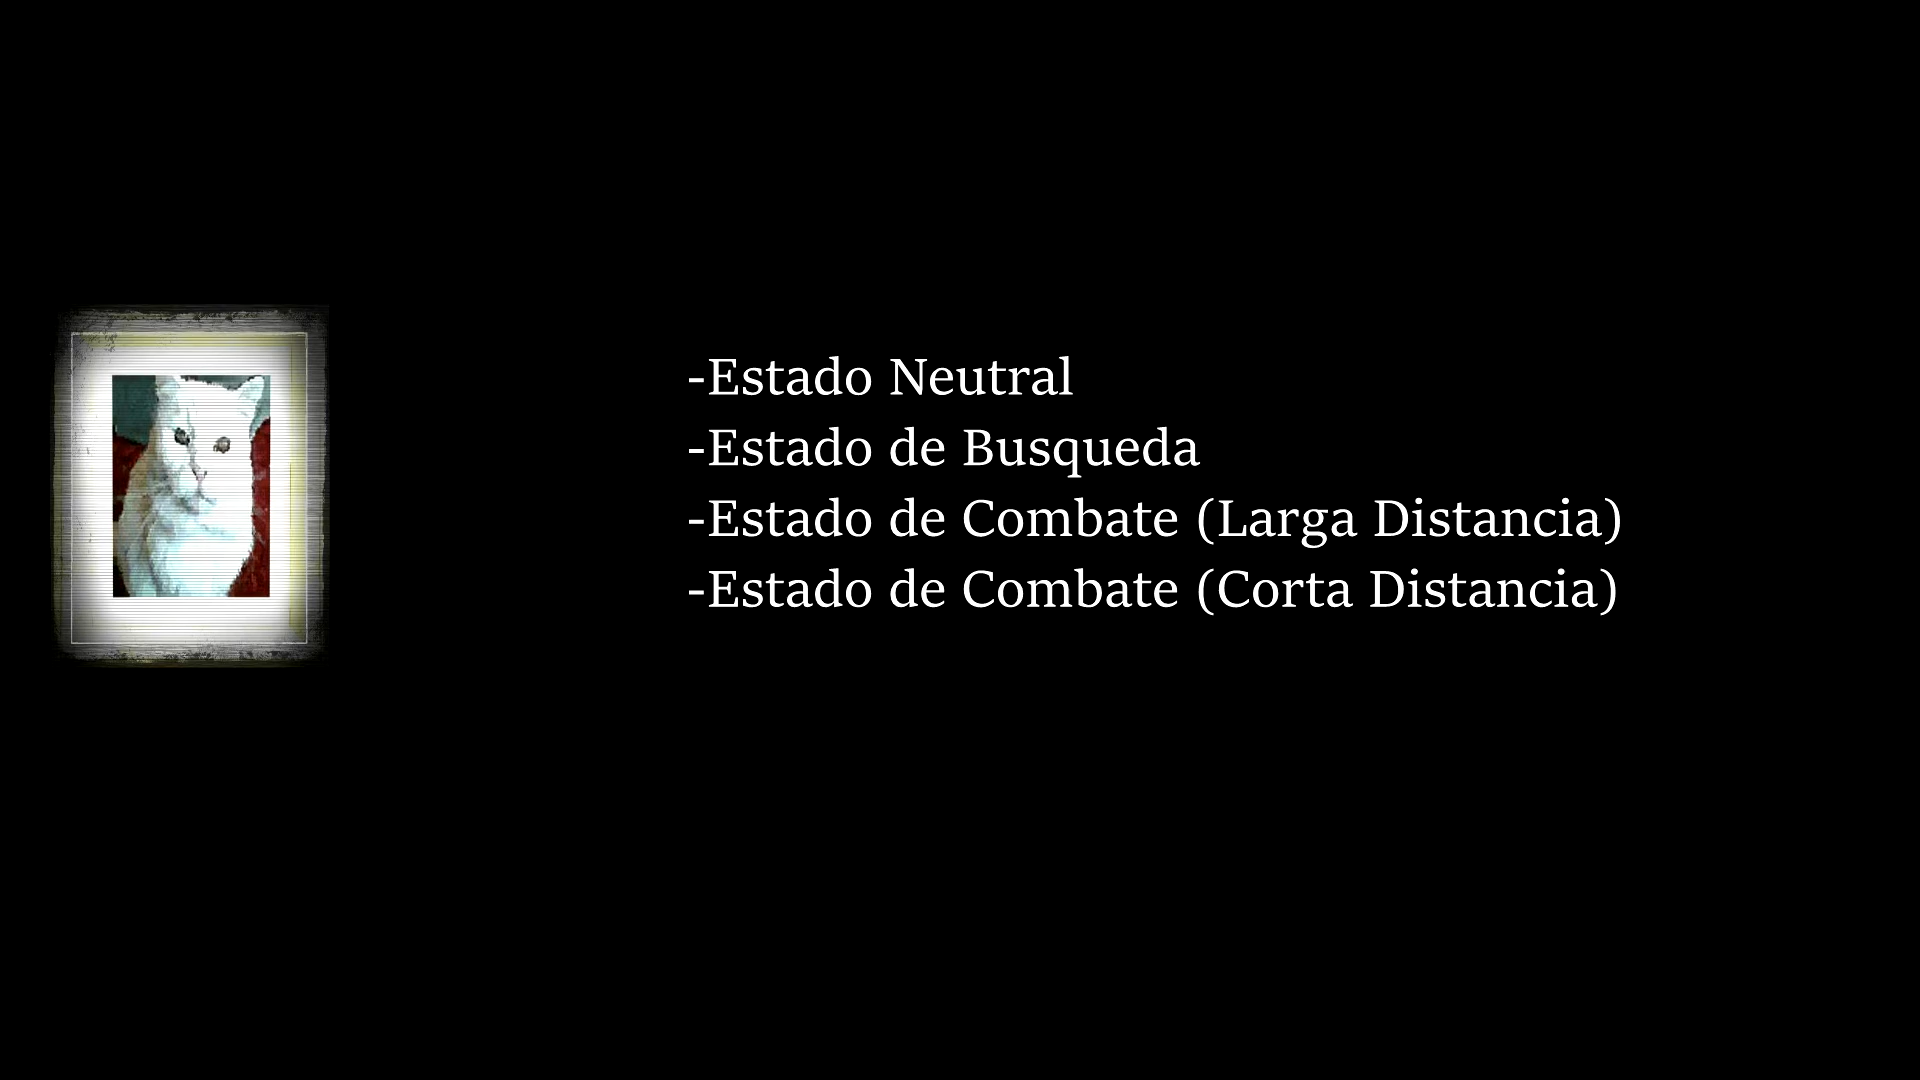 -Estado Neutral
-Estado de Busqueda
-Estado de Combate (Larga Distancia)
-Estado de Combate (Corta Distancia)